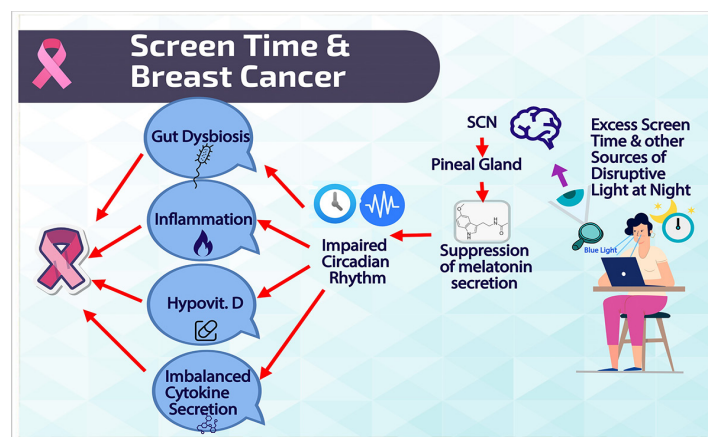 Screen Time &
Breast Cancer
Gut Dysbiosis
Inflammation
Hypovit. D
Imbalanced
Cytokine
Secretion
Impaired
Circadian
Rhythm
SCN
Pineal Gland
Suppression
of melatonin
secretion
Excess Screen
Time & other
Sources of
Disruptive
Light at Night
Blue Light